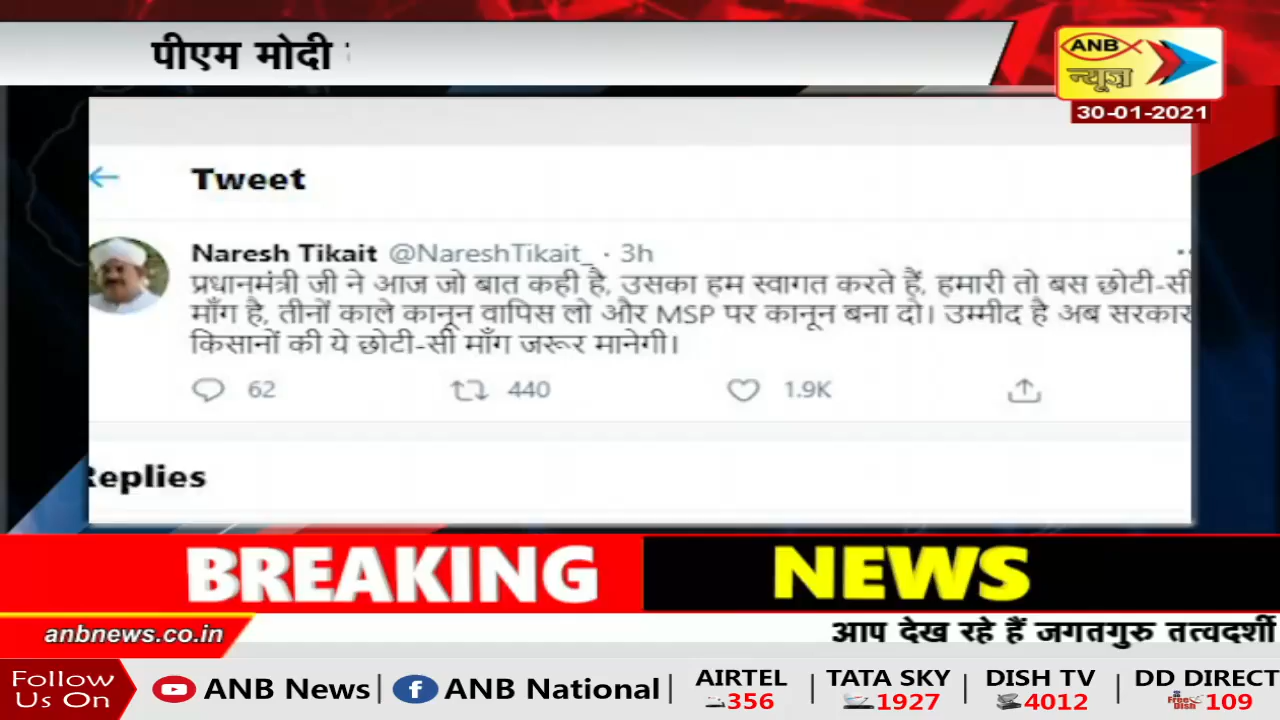 पीएम मोदी
ANB
न्यूज़
30-01-2021
Tweet
Naresh Tikait @NareshTikait_ · 3h
प्रधानमंत्री जी ने आज जो बात कही है, उसका हम स्वागत करते हैं, हमारी तो बस छोटी-सी
माँग है, तीनों काले कानून वापिस लो और MSP पर कानून बना दो। उम्मीद है अब सरकार
किसानों की ये छोटी-सी माँग जरूर मानेगी।
62 440 1.9K
Replies
BREAKING NEWS
anbnews.co.in
आप देख रहे हैं जगतगुरु तत्वदर्शी
Follow Us On
ANB News| ANB National|
AIRTEL 356 | TATA SKY 1927 | DISH TV 4012 | DD DIRECT Free Dish 109